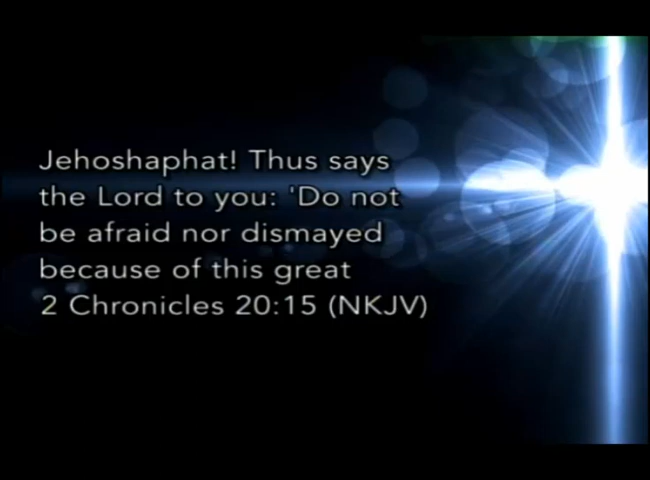 Jehoshaphat! Thus says
the Lord to you: 'Do not
be afraid nor dismayed
because of this great
2 Chronicles 20:15 (NKJV)